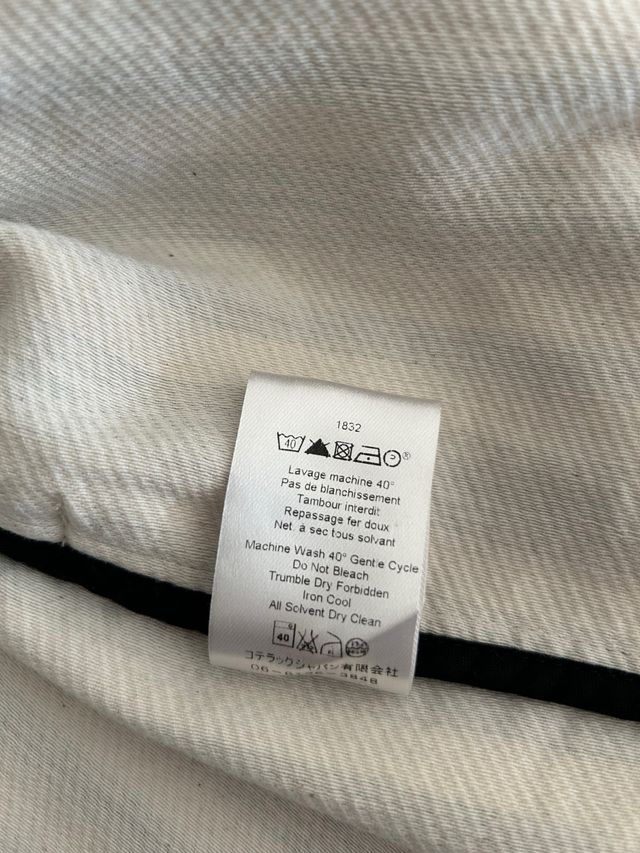 1832
40 ®
Lavage machine 40°
Pas de blanchissement
Tambour interdit
Repassage fer doux
Net. à sec tous solvant
Machine Wash 40° Gentle Cycle
Do Not Bleach
Trumble Dry Forbidden
Iron Cool
All Solvent Dry Clean
40
コテラックジャパン有限会社